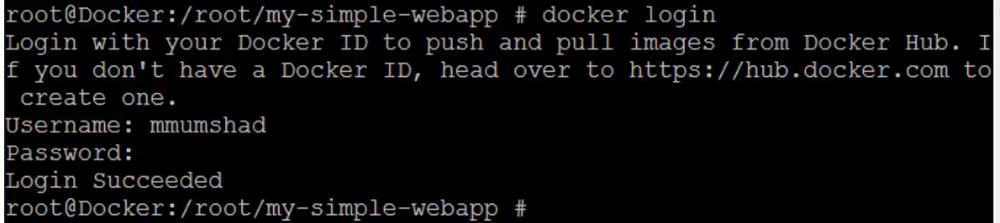 root@Docker:/root/my-simple-webapp # docker login
Login with your Docker ID to push and pull images from Docker Hub. I
f you don't have a Docker ID, head over to https://hub.docker.com to
 create one.
Username: mmumshad
Password:
Login Succeeded
root@Docker:/root/my-simple-webapp #